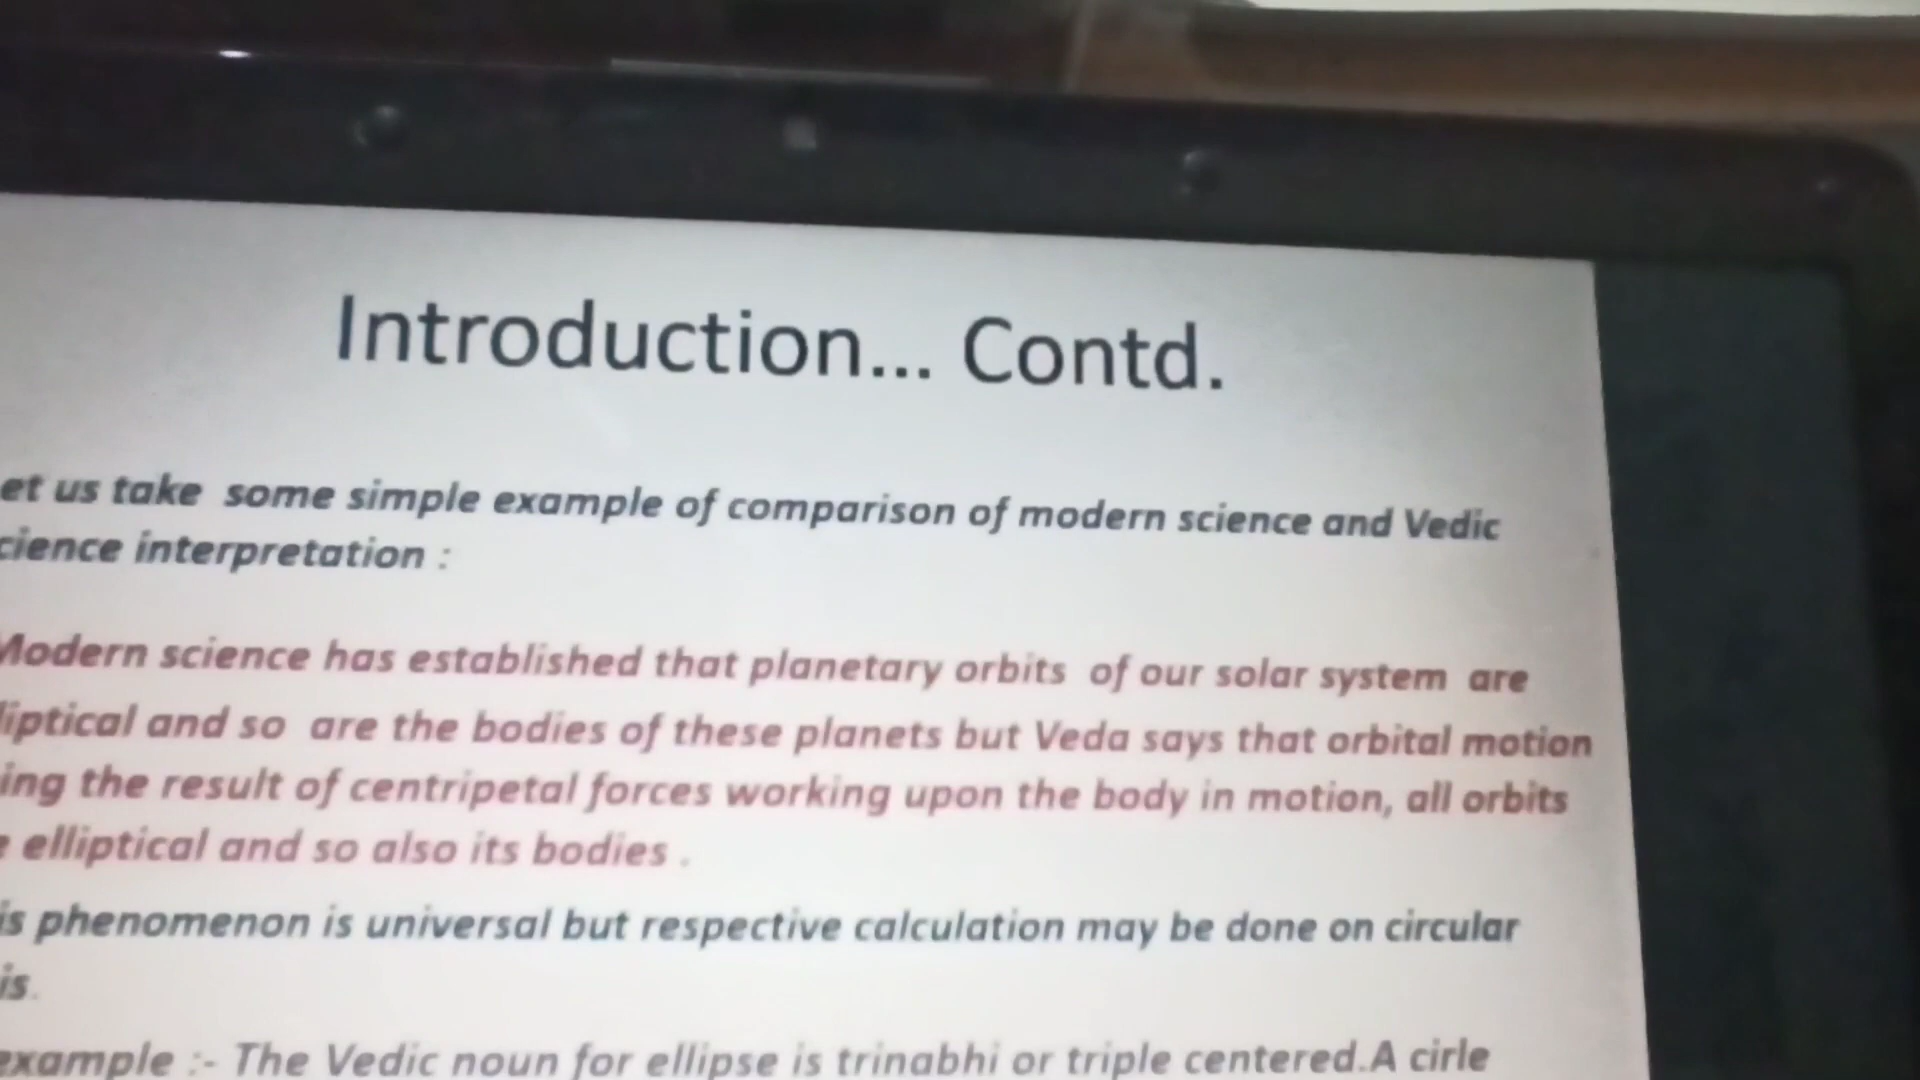 Introduction... Contd.
et us take some simple example of comparison of modern science and Vedic
cience interpretation :
Modern science has established that planetary orbits of our solar system are
liptical and so are the bodies of these planets but Veda says that orbital motion
ing the result of centripetal forces working upon the body in motion, all orbits
e elliptical and so also its bodies .
is phenomenon is universal but respective calculation may be done on circular
is.
example :- The Vedic noun for ellipse is trinabhi or triple centered.A cirle